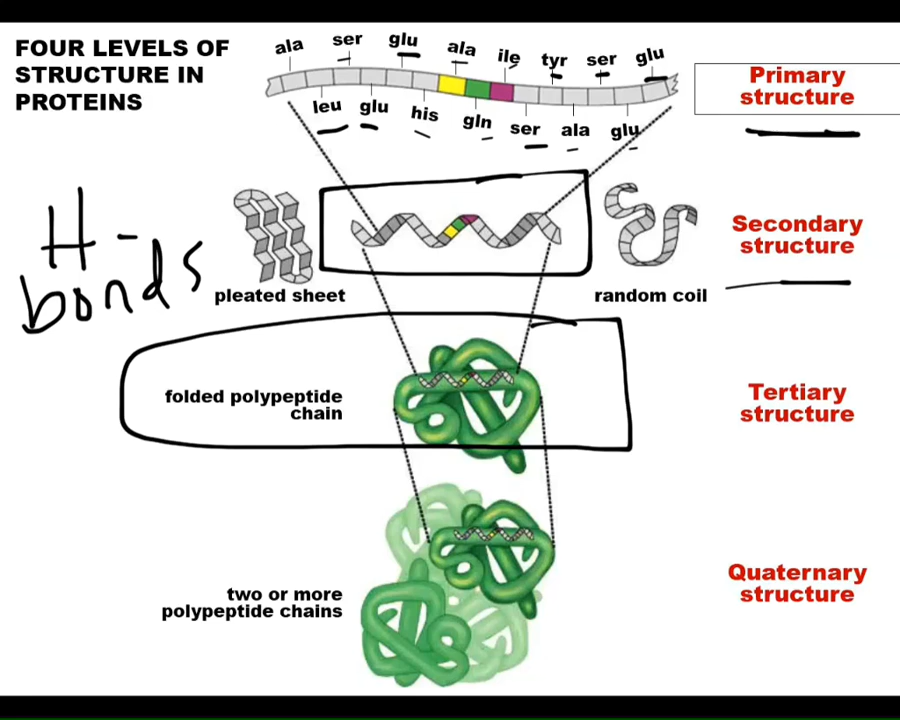 FOUR LEVELS OF
STRUCTURE IN
PROTEINS
ala ser glu ala ile tyr ser glu
leu glu his gln ser ala glu
Primary
structure
H-
bonds
pleated sheet
random coil
Secondary
structure
folded polypeptide
chain
Tertiary
structure
two or more
polypeptide chains
Quaternary
structure